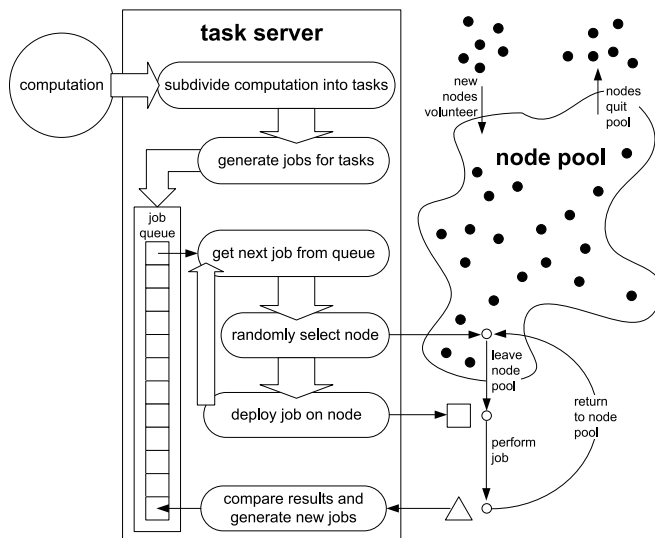 task server
computation
subdivide computation into tasks
generate jobs for tasks
job
queue
get next job from queue
randomly select node
deploy job on node
compare results and
generate new jobs
new
nodes
volunteer
nodes
quit
pool
node pool
leave
node
pool
perform
job
return
to node
pool